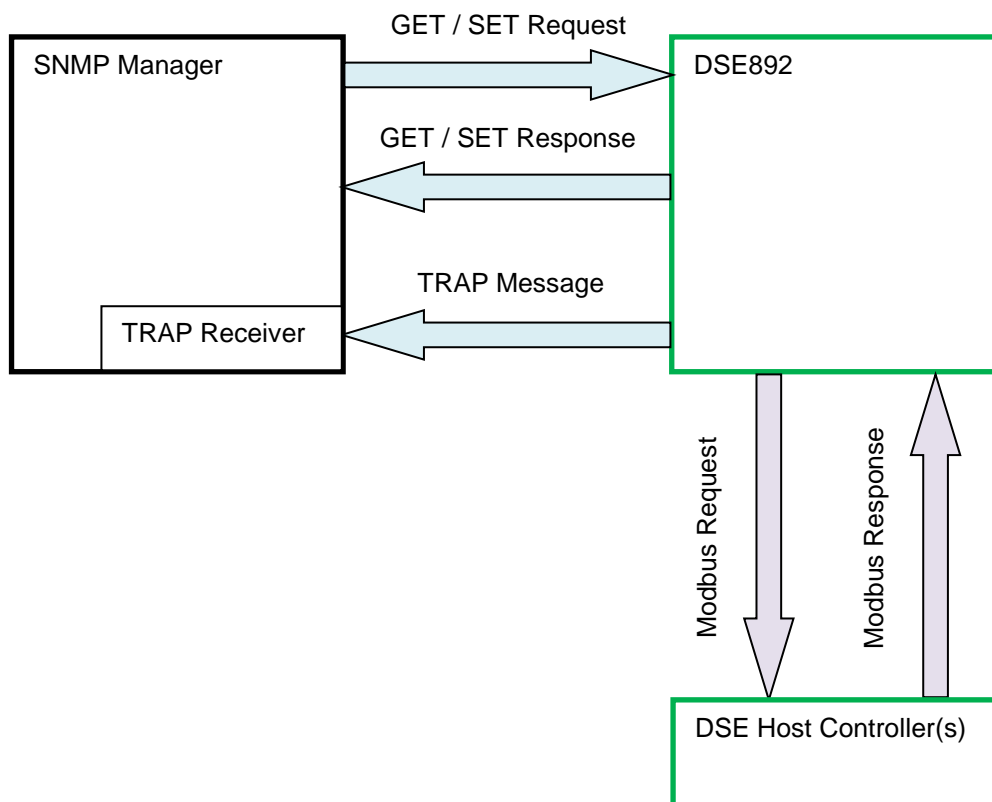 GET / SET Request
SNMP Manager
DSE892
GET / SET Response
TRAP Message
TRAP Receiver
Modbus Request
Modbus Response
DSE Host Controller(s)